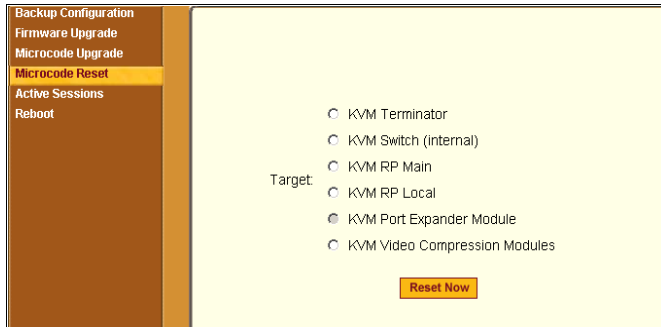 Backup Configuration
Firmware Upgrade
Microcode Upgrade
Microcode Reset
Active Sessions
Reboot
Target:
KVM Terminator
KVM Switch (internal)
KVM RP Main
KVM RP Local
KVM Port Expander Module
KVM Video Compression Modules
Reset Now